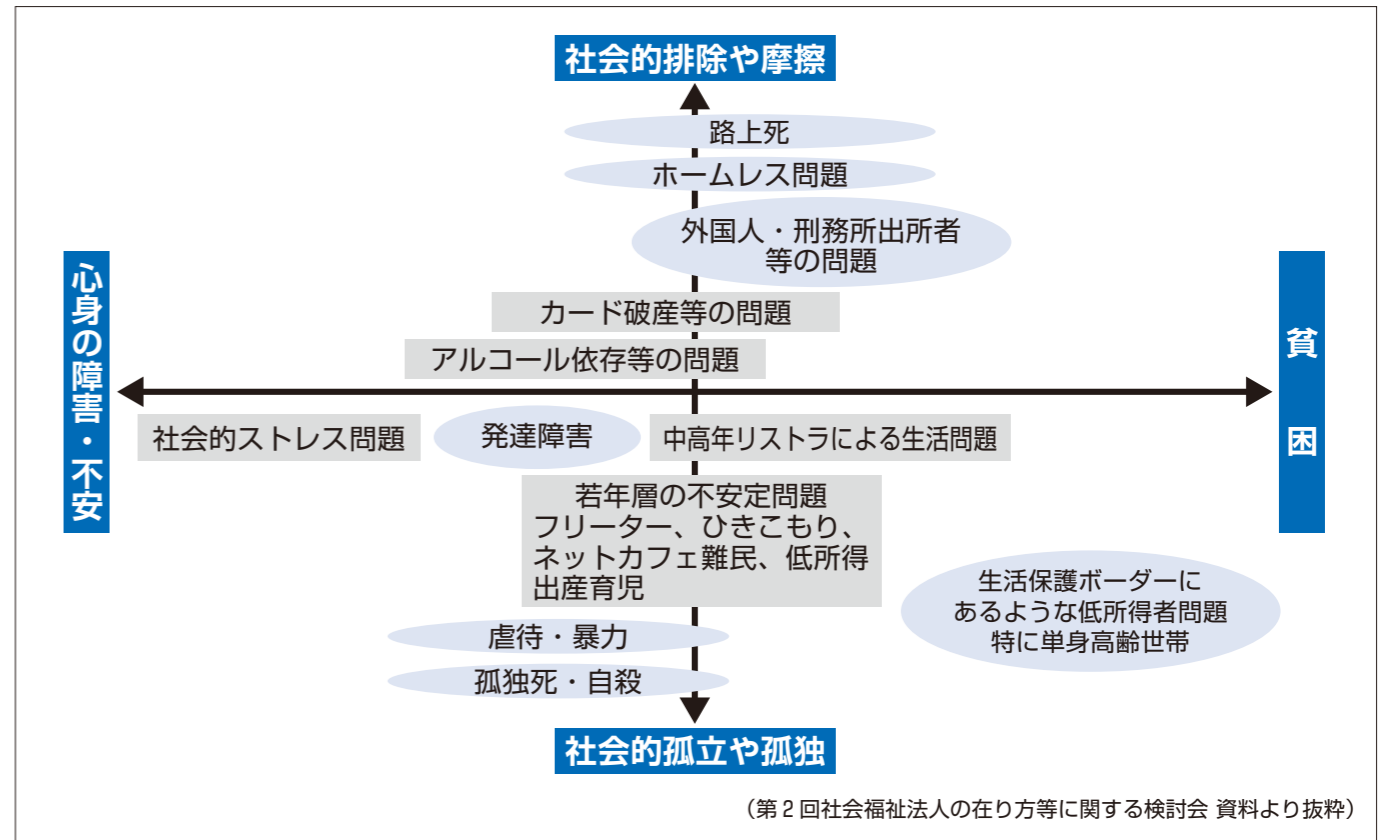 社会的排除や摩擦
路上死
ホームレス問題
外国人・刑務所出所者
等の問題
カード破産等の問題
アルコール依存等の問題
心身の障害・不安
貧困
社会的ストレス問題
発達障害
中高年リストラによる生活問題
若年層の不安定問題
フリーター、ひきこもり、
ネットカフェ難民、低所得
出産育児
生活保護ボーダーに
あるような低所得者問題
特に単身高齢世帯
虐待・暴力
孤独死・自殺
社会的孤立や孤独
（第2回社会福祉法人の在り方等に関する検討会 資料より抜粋）